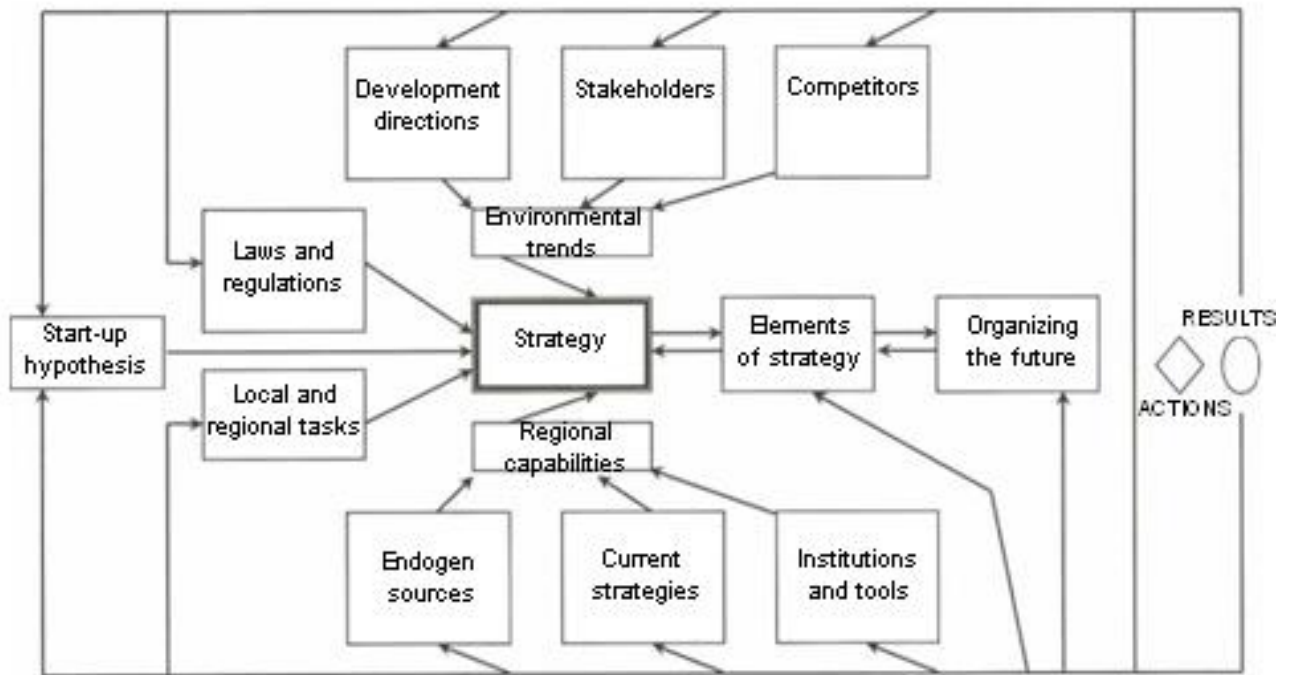 Development
directions
Stakeholders
Competitors
Environmental
trends
Laws and
regulations
Start-up
hypothesis
Strategy
Elements
of strategy
Organizing
the future
RESULTS
ACTIONS
Local and
regional tasks
Regional
capabilities
Endogen
sources
Current
strategies
Institutions
and tools